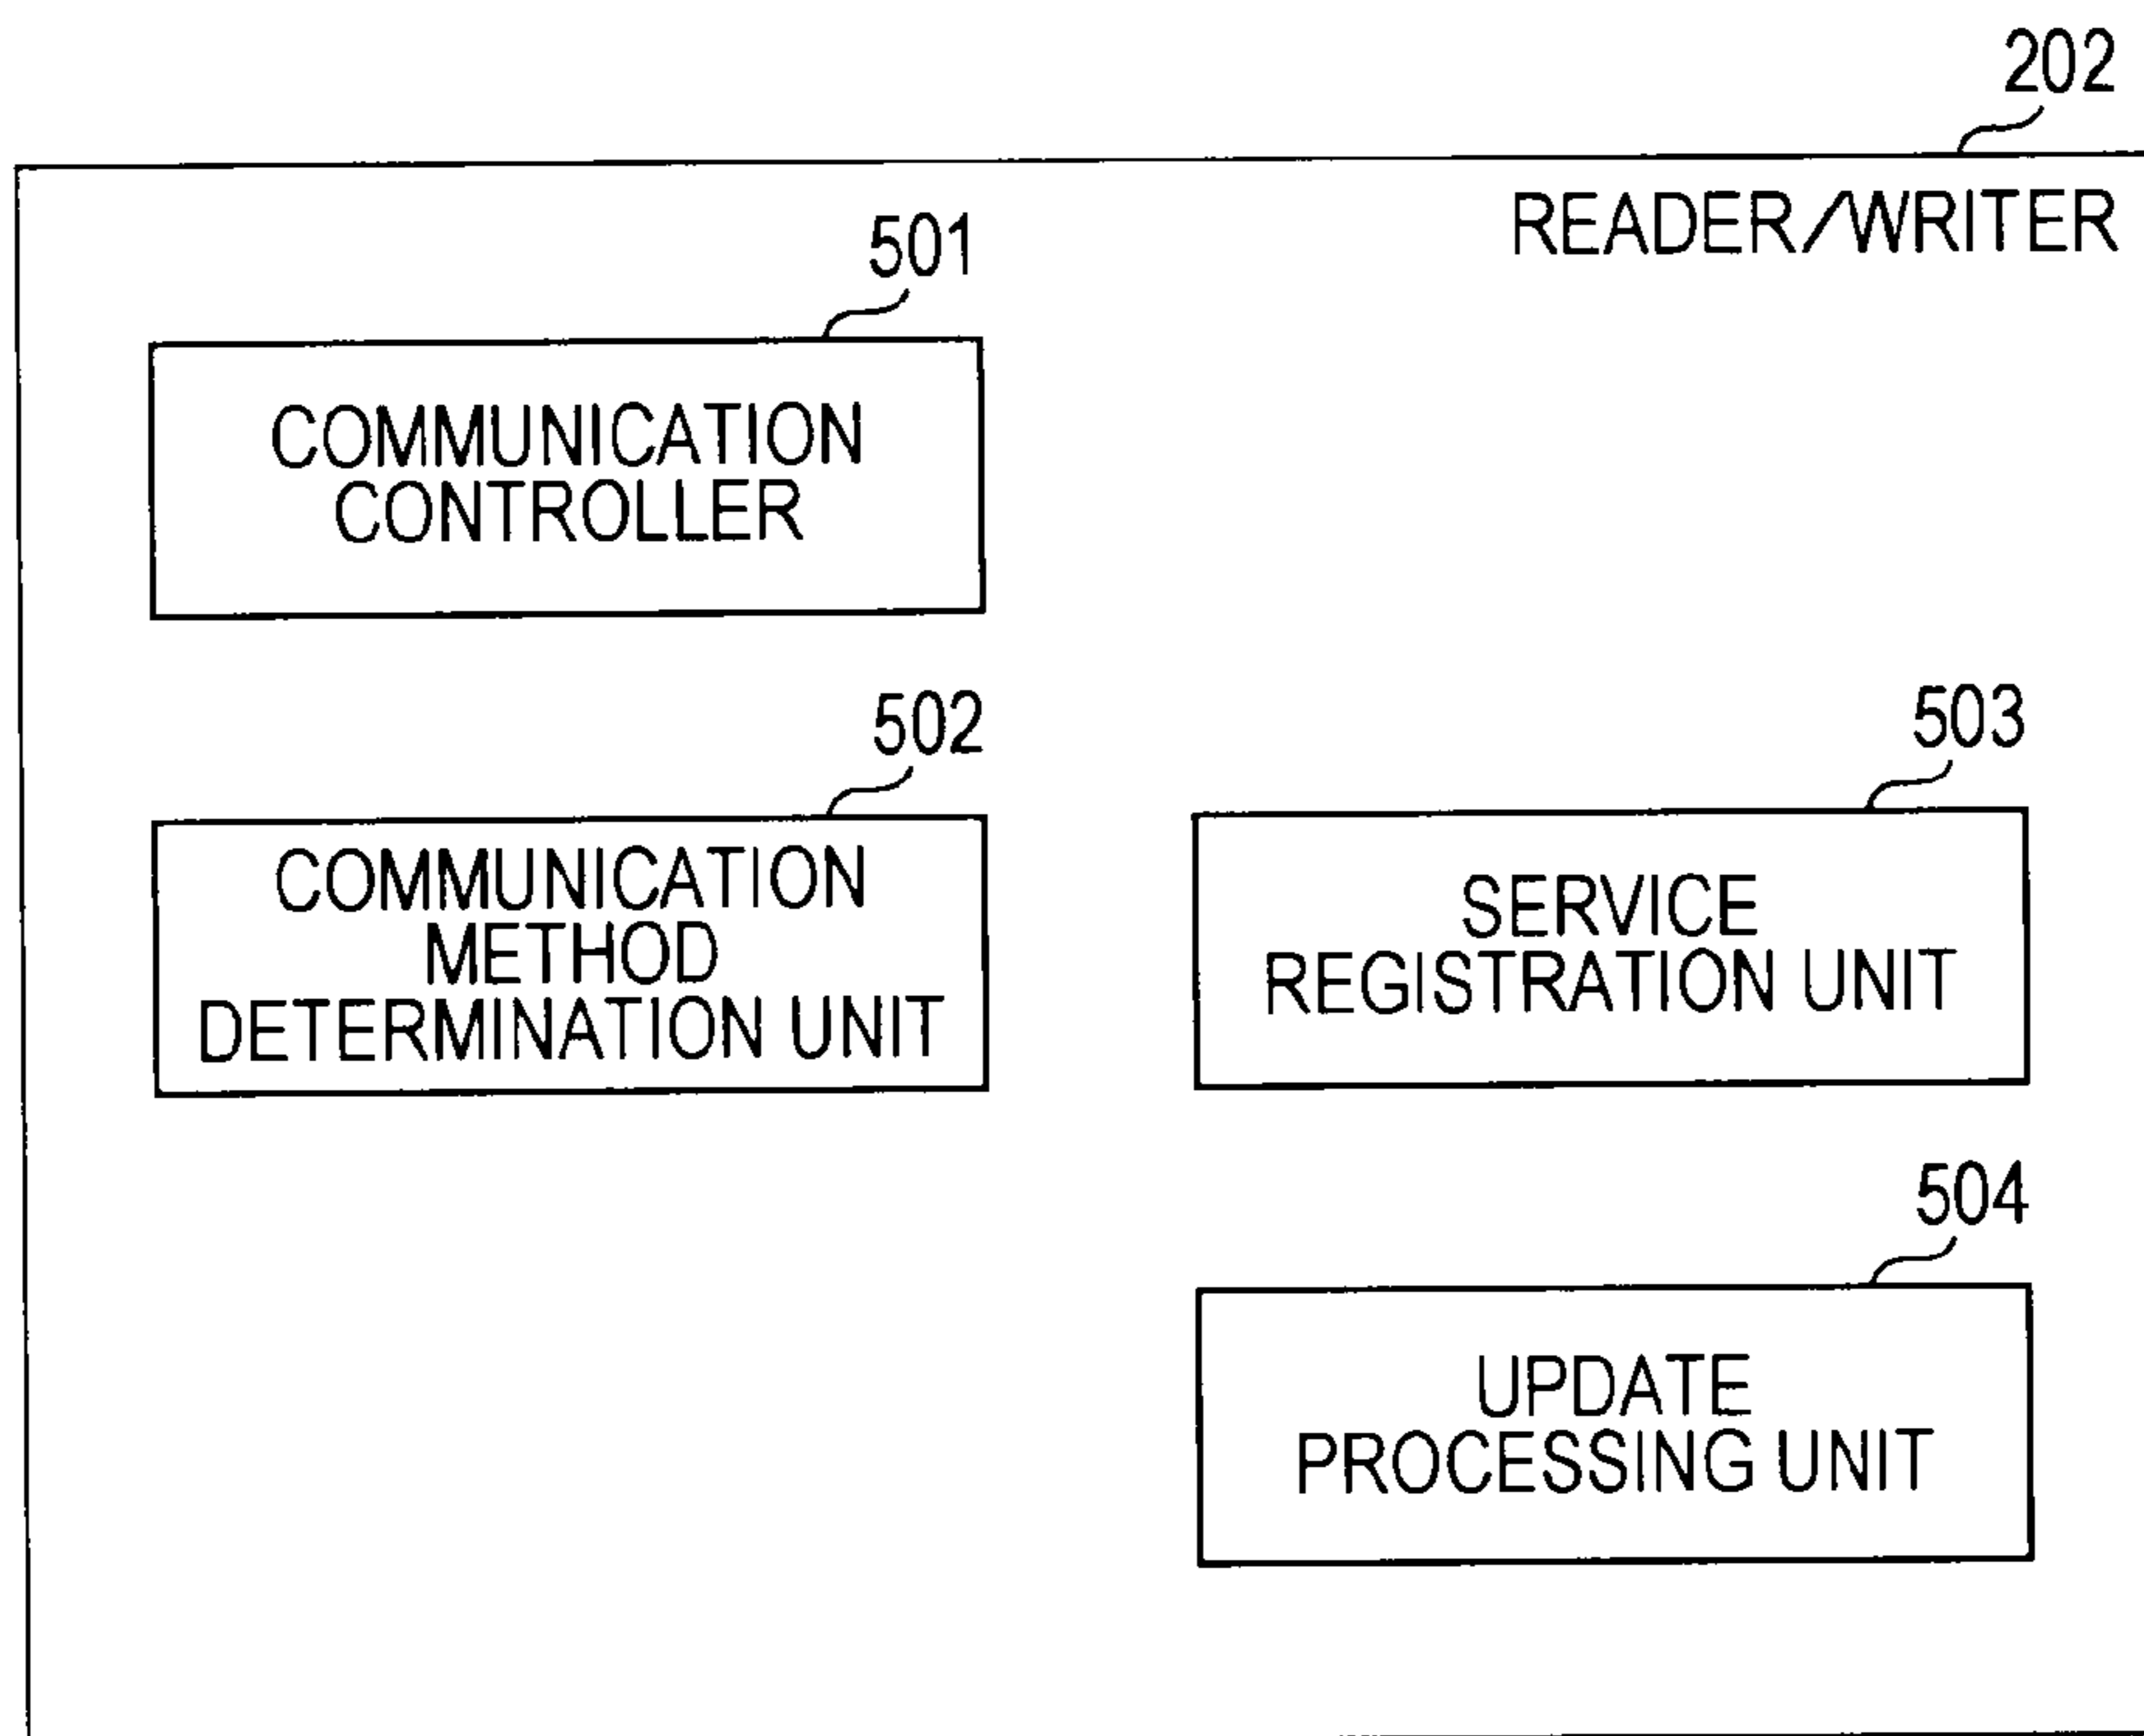 202
READER/WRITER
501
COMMUNICATION
CONTROLLER
502
COMMUNICATION
METHOD
DETERMINATION UNIT
503
SERVICE
REGISTRATION UNIT
504
UPDATE
PROCESSING UNIT